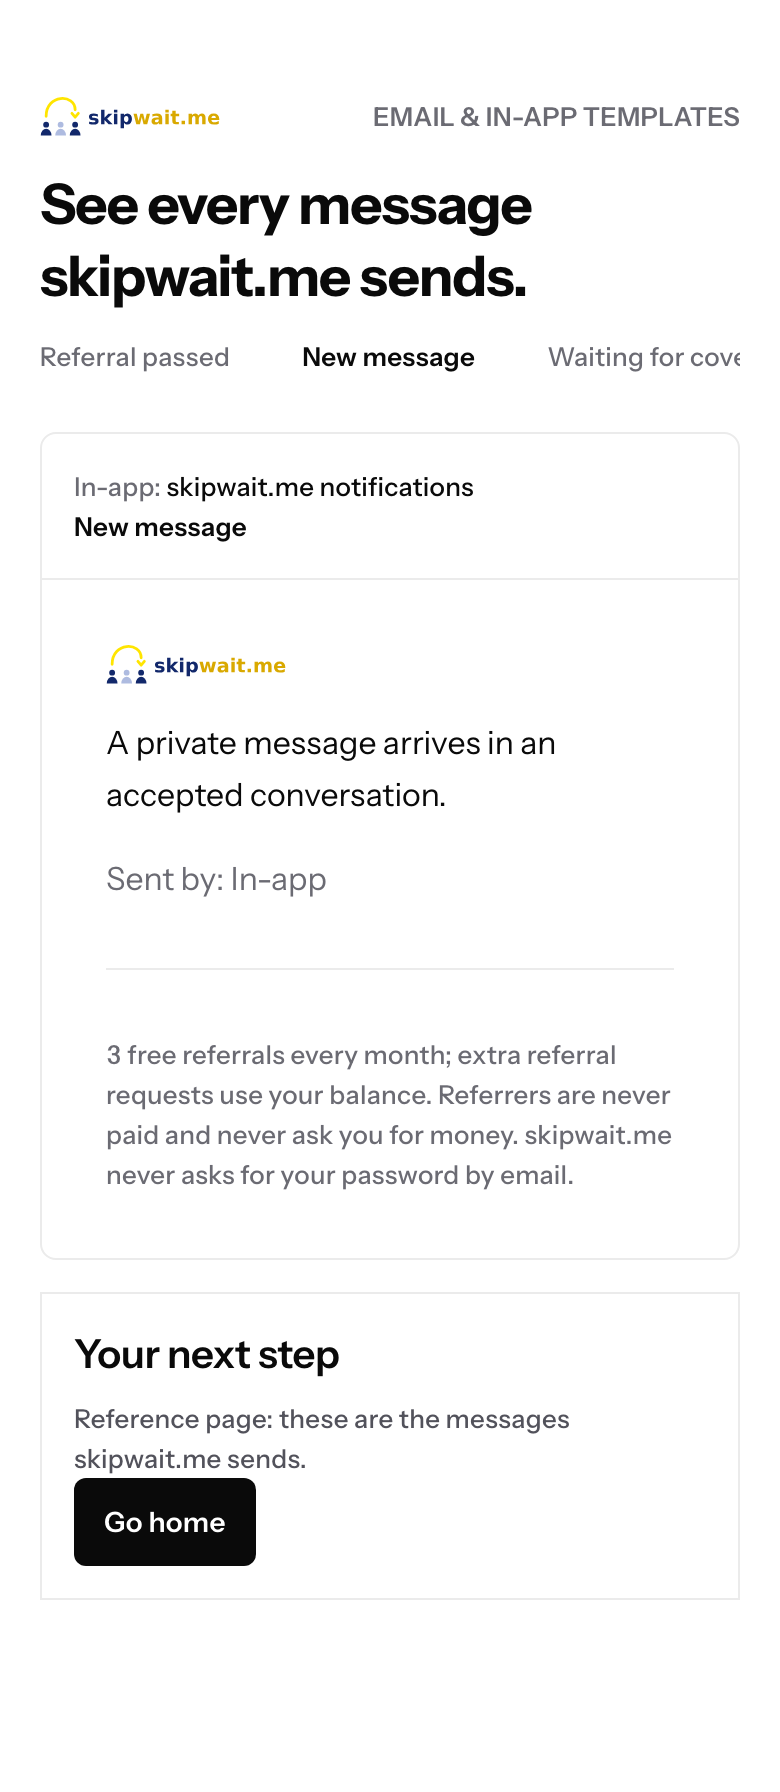 skipwait.me
EMAIL & IN-APP TEMPLATES
See every message
skipwait.me sends.
Referral passed
New message
Waiting for cove
In-app: skipwait.me notifications
New message
skipwait.me
A private message arrives in an
accepted conversation.
Sent by: In-app
3 free referrals every month; extra referral
requests use your balance. Referrers are never
paid and never ask you for money. skipwait.me
never asks for your password by email.
Your next step
Reference page: these are the messages
skipwait.me sends.
Go home